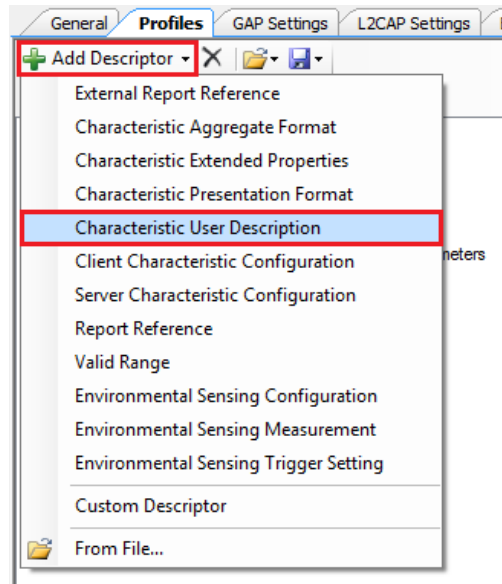 General Profiles GAP Settings L2CAP Settings
Add Descriptor
External Report Reference
Characteristic Aggregate Format
Characteristic Extended Properties
Characteristic Presentation Format
Characteristic User Description
Client Characteristic Configuration
neters
Server Characteristic Configuration
Report Reference
Valid Range
Environmental Sensing Configuration
Environmental Sensing Measurement
Environmental Sensing Trigger Setting
Custom Descriptor
From File...